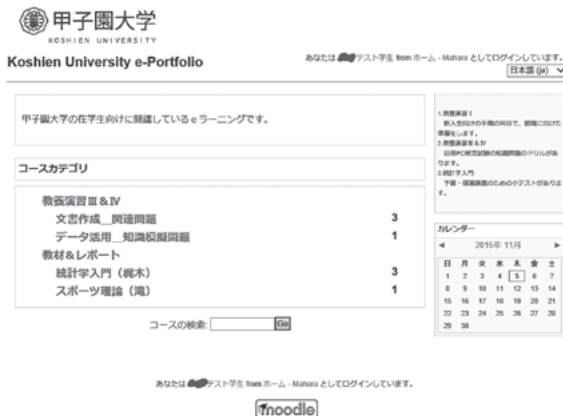 甲子園大学
KOSHIEN UNIVERSITY
Koshien University e-Portfolio
あなたは テスト学生 from ホーム - Mahara としてログインしています。
日本語 (ja)
甲子園大学の在学生向けに開講しているｅラーニングです。
コースカテゴリ
教養演習Ⅲ＆Ⅳ
文書作成__関連問題 3
データ活用__知識模擬問題 1
教材＆レポート
統計学入門（梶木） 3
スポーツ理論（滝） 1
コースの検索: Go
1.教養演習Ⅰ
新入生向けの半期の科目で、就職に向けた
準備をします。
2.教養演習Ⅲ＆Ⅳ
日商PC検定試験の知識問題のドリルがあ
ります。
3.統計学入門
予習・復習課題のための小テストがありま
す。
カレンダー
◄ 2015年 11月 ►
日 月 火 水 木 金 土
1 2 3 4 5 6 7
8 9 10 11 12 13 14
15 16 17 18 19 20 21
22 23 24 25 26 27 28
29 30
あなたは テスト学生 from ホーム - Mahara としてログインしています。
moodle